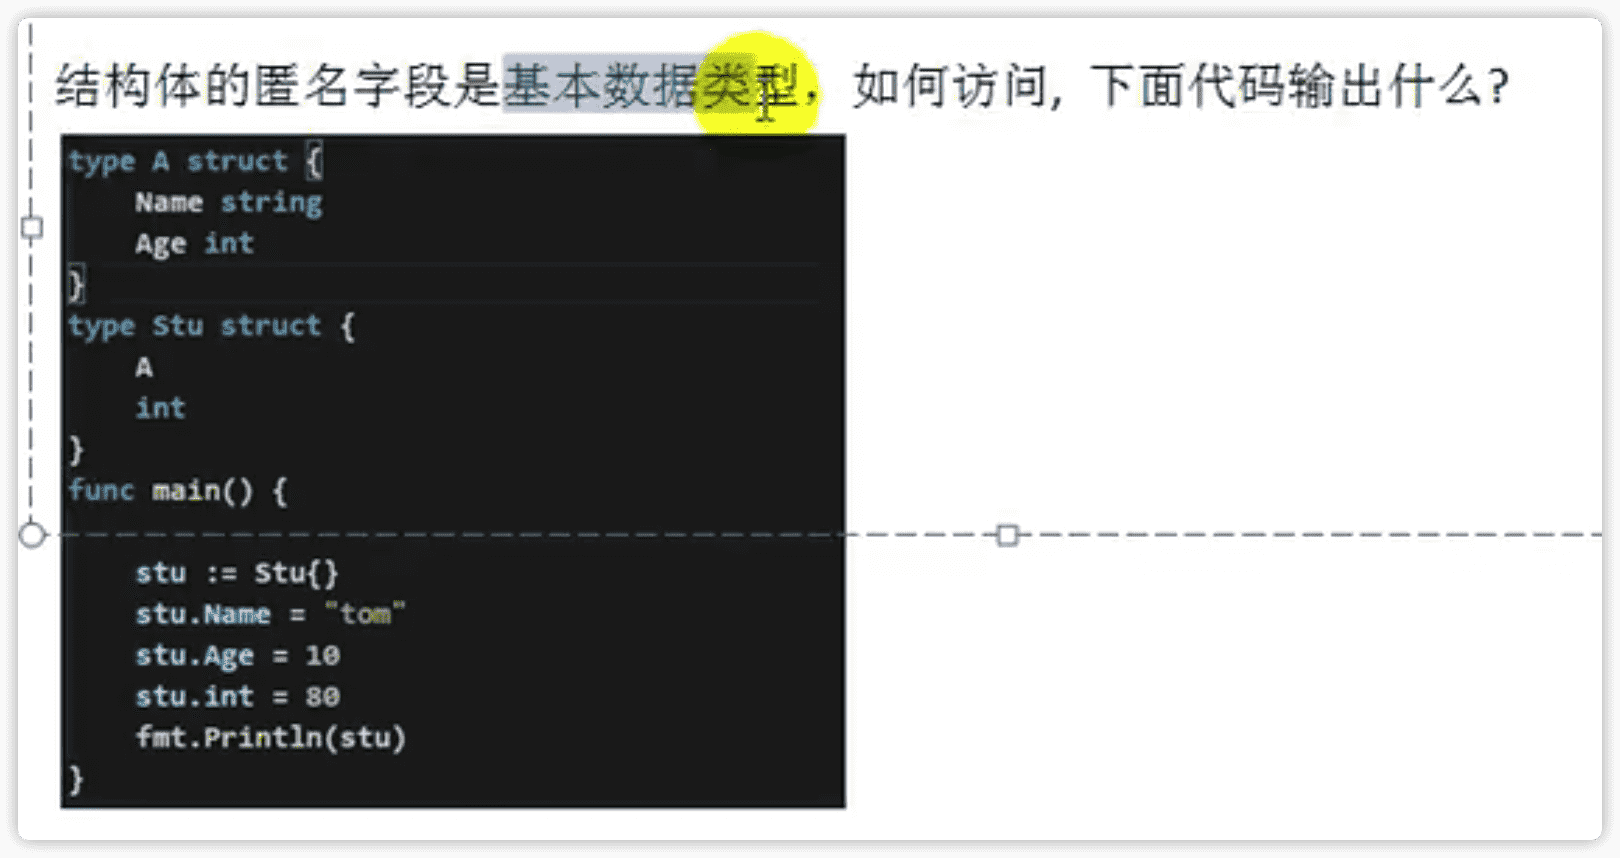 结构体的匿名字段是基本数据类型，如何访问, 下面代码输出什么?
type A struct {
    Name string
    Age int
}
type Stu struct {
    A
    int
}
func main() {
    stu := Stu{}
    stu.Name = "tom"
    stu.Age = 10
    stu.int = 80
    fmt.Println(stu)
}